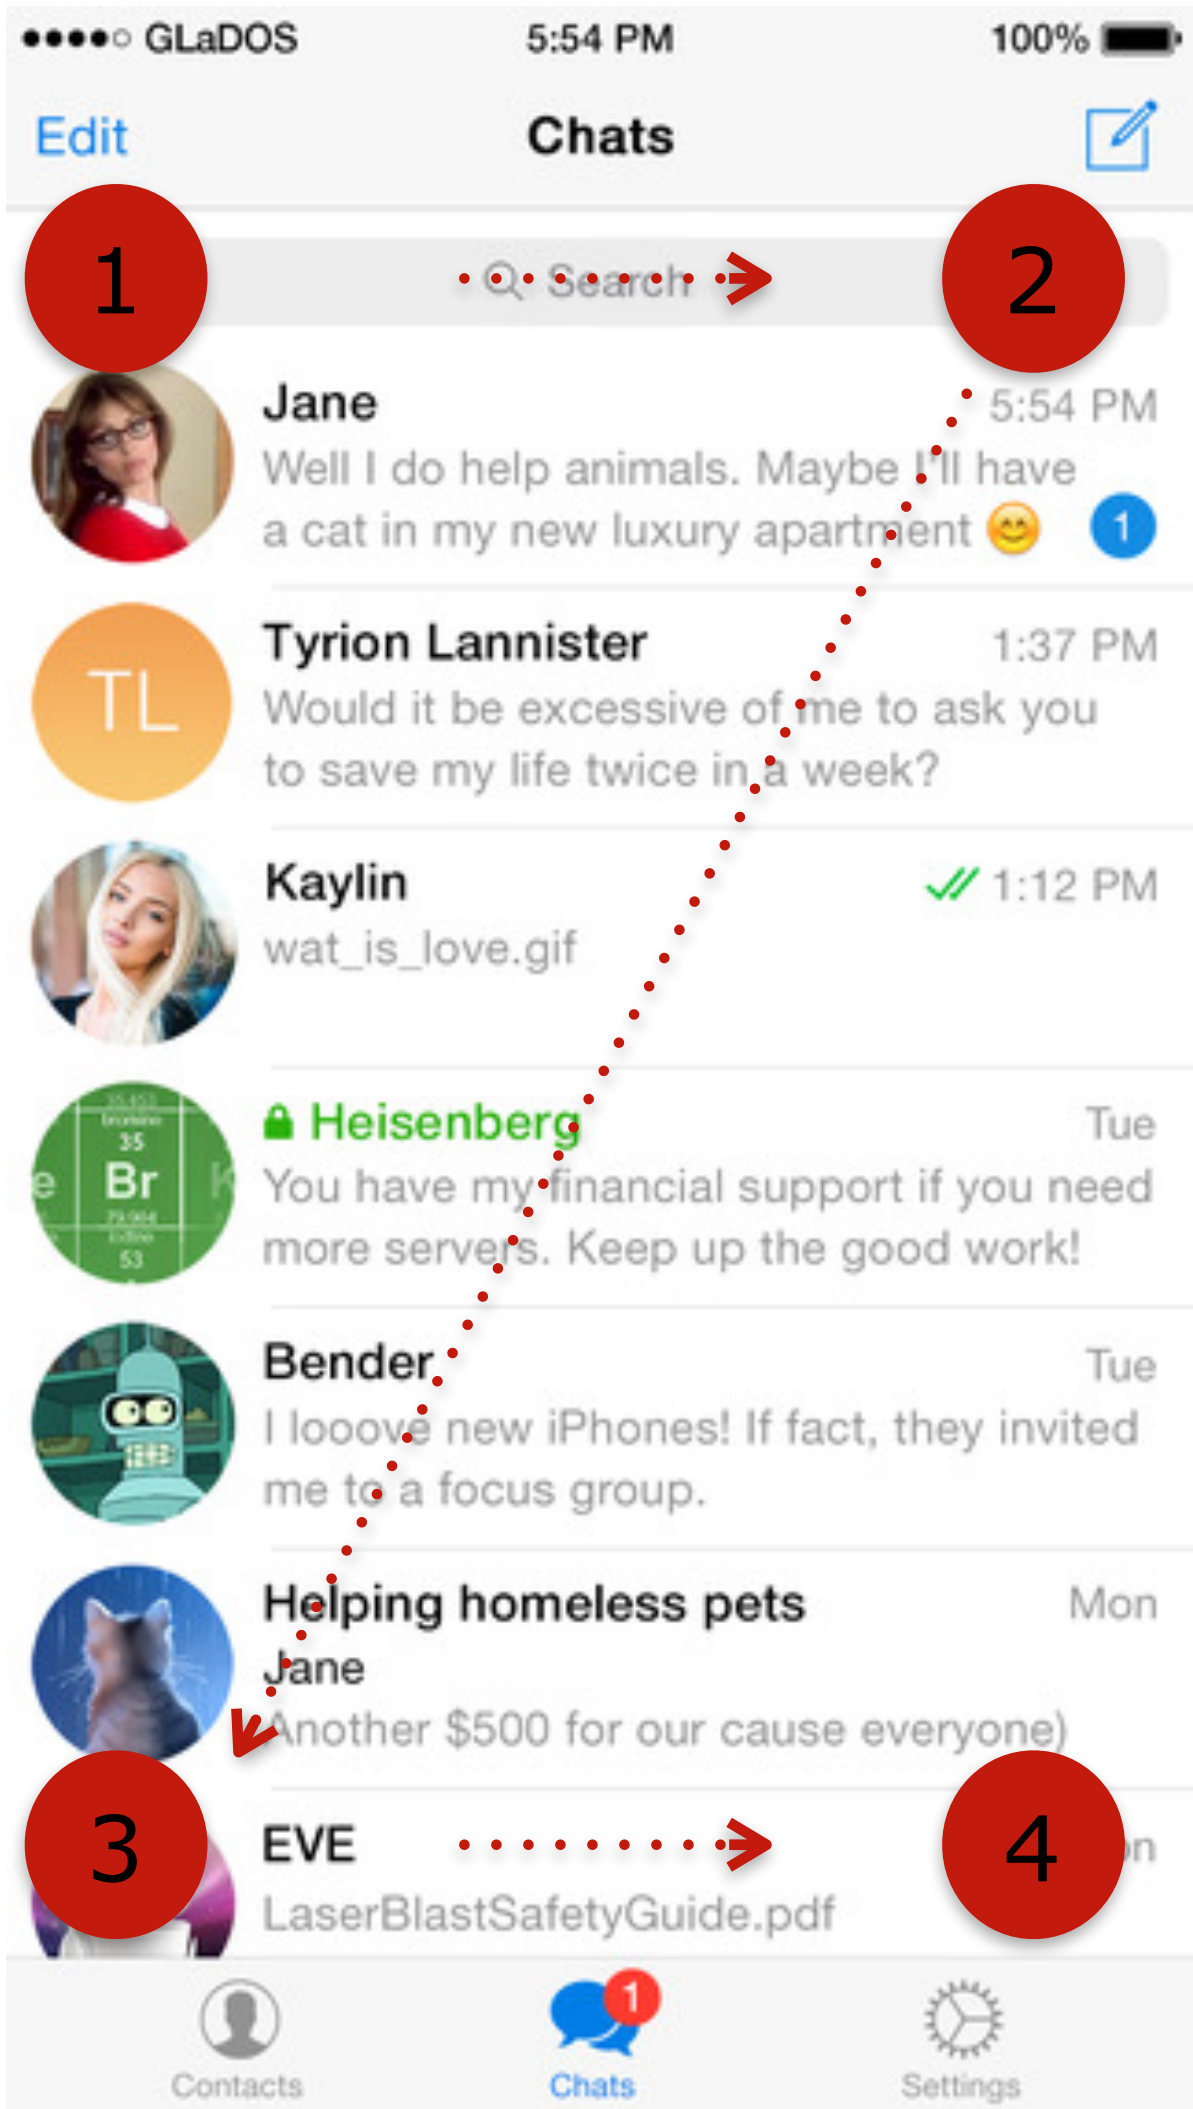 GLaDOS 5:54 PM 100%
Edit Chats
1 Search 2
Jane 5:54 PM
Well I do help animals. Maybe I'll have
a cat in my new luxury apartment 😊 1
TL
Tyrion Lannister 1:37 PM
Would it be excessive of me to ask you
to save my life twice in a week?
Kaylin 1:12 PM
wat_is_love.gif
35
Br
53
Heisenberg Tue
You have my financial support if you need
more servers. Keep up the good work!
Bender Tue
I looove new iPhones! If fact, they invited
me to a focus group.
Helping homeless pets Mon
Jane
Another $500 for our cause everyone)
3 EVE 4
LaserBlastSafetyGuide.pdf
1
Contacts Chats Settings